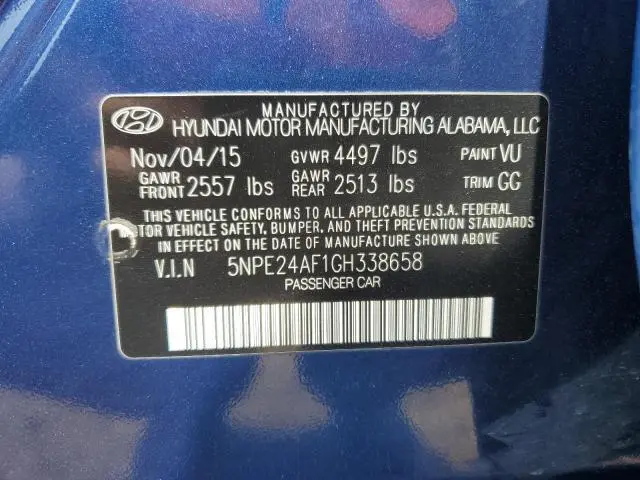 MANUFACTURED BY
HYUNDAI MOTOR MANUFACTURING ALABAMA, LLC
Nov/04/15 GVWR 4497 lbs PAINT VU
GAWR FRONT 2557 lbs GAWR REAR 2513 lbs TRIM GG
THIS VEHICLE CONFORMS TO ALL APPLICABLE U.S.A. FEDERAL
VEHICLE SAFETY, BUMPER, AND THEFT PREVENTION STANDARDS
IN EFFECT ON THE DATE OF MANUFACTURE SHOWN ABOVE
V.I.N 5NPE24AF1GH338658
PASSENGER CAR